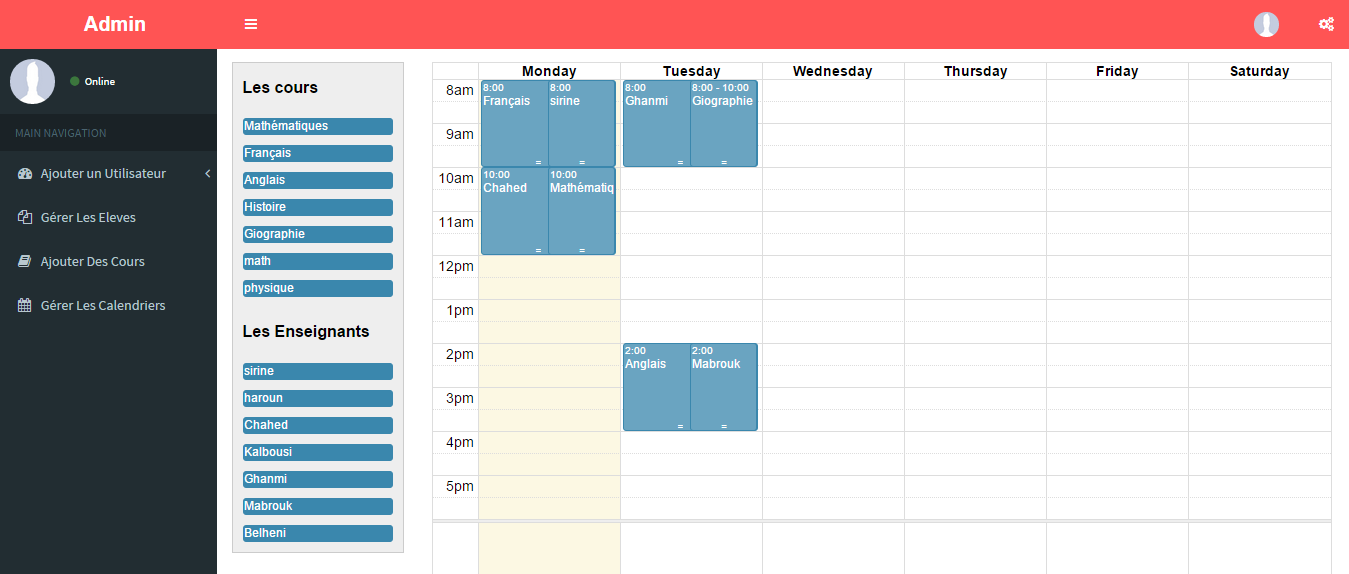 Admin
Online
MAIN NAVIGATION
Ajouter un Utilisateur
Gérer Les Eleves
Ajouter Des Cours
Gérer Les Calendriers
Les cours
Mathématiques
Français
Anglais
Histoire
Giographie
math
physique
Les Enseignants
sirine
haroun
Chahed
Kalbousi
Ghanmi
Mabrouk
Belheni
Monday Tuesday Wednesday Thursday Friday Saturday
8am
8:00 8:00 8:00 8:00 - 10:00
Français sirine Ghanmi Giographie
9am
10am
10:00 10:00
Chahed Mathématiq
11am
12pm
1pm
2pm
2:00 2:00
Anglais Mabrouk
3pm
4pm
5pm